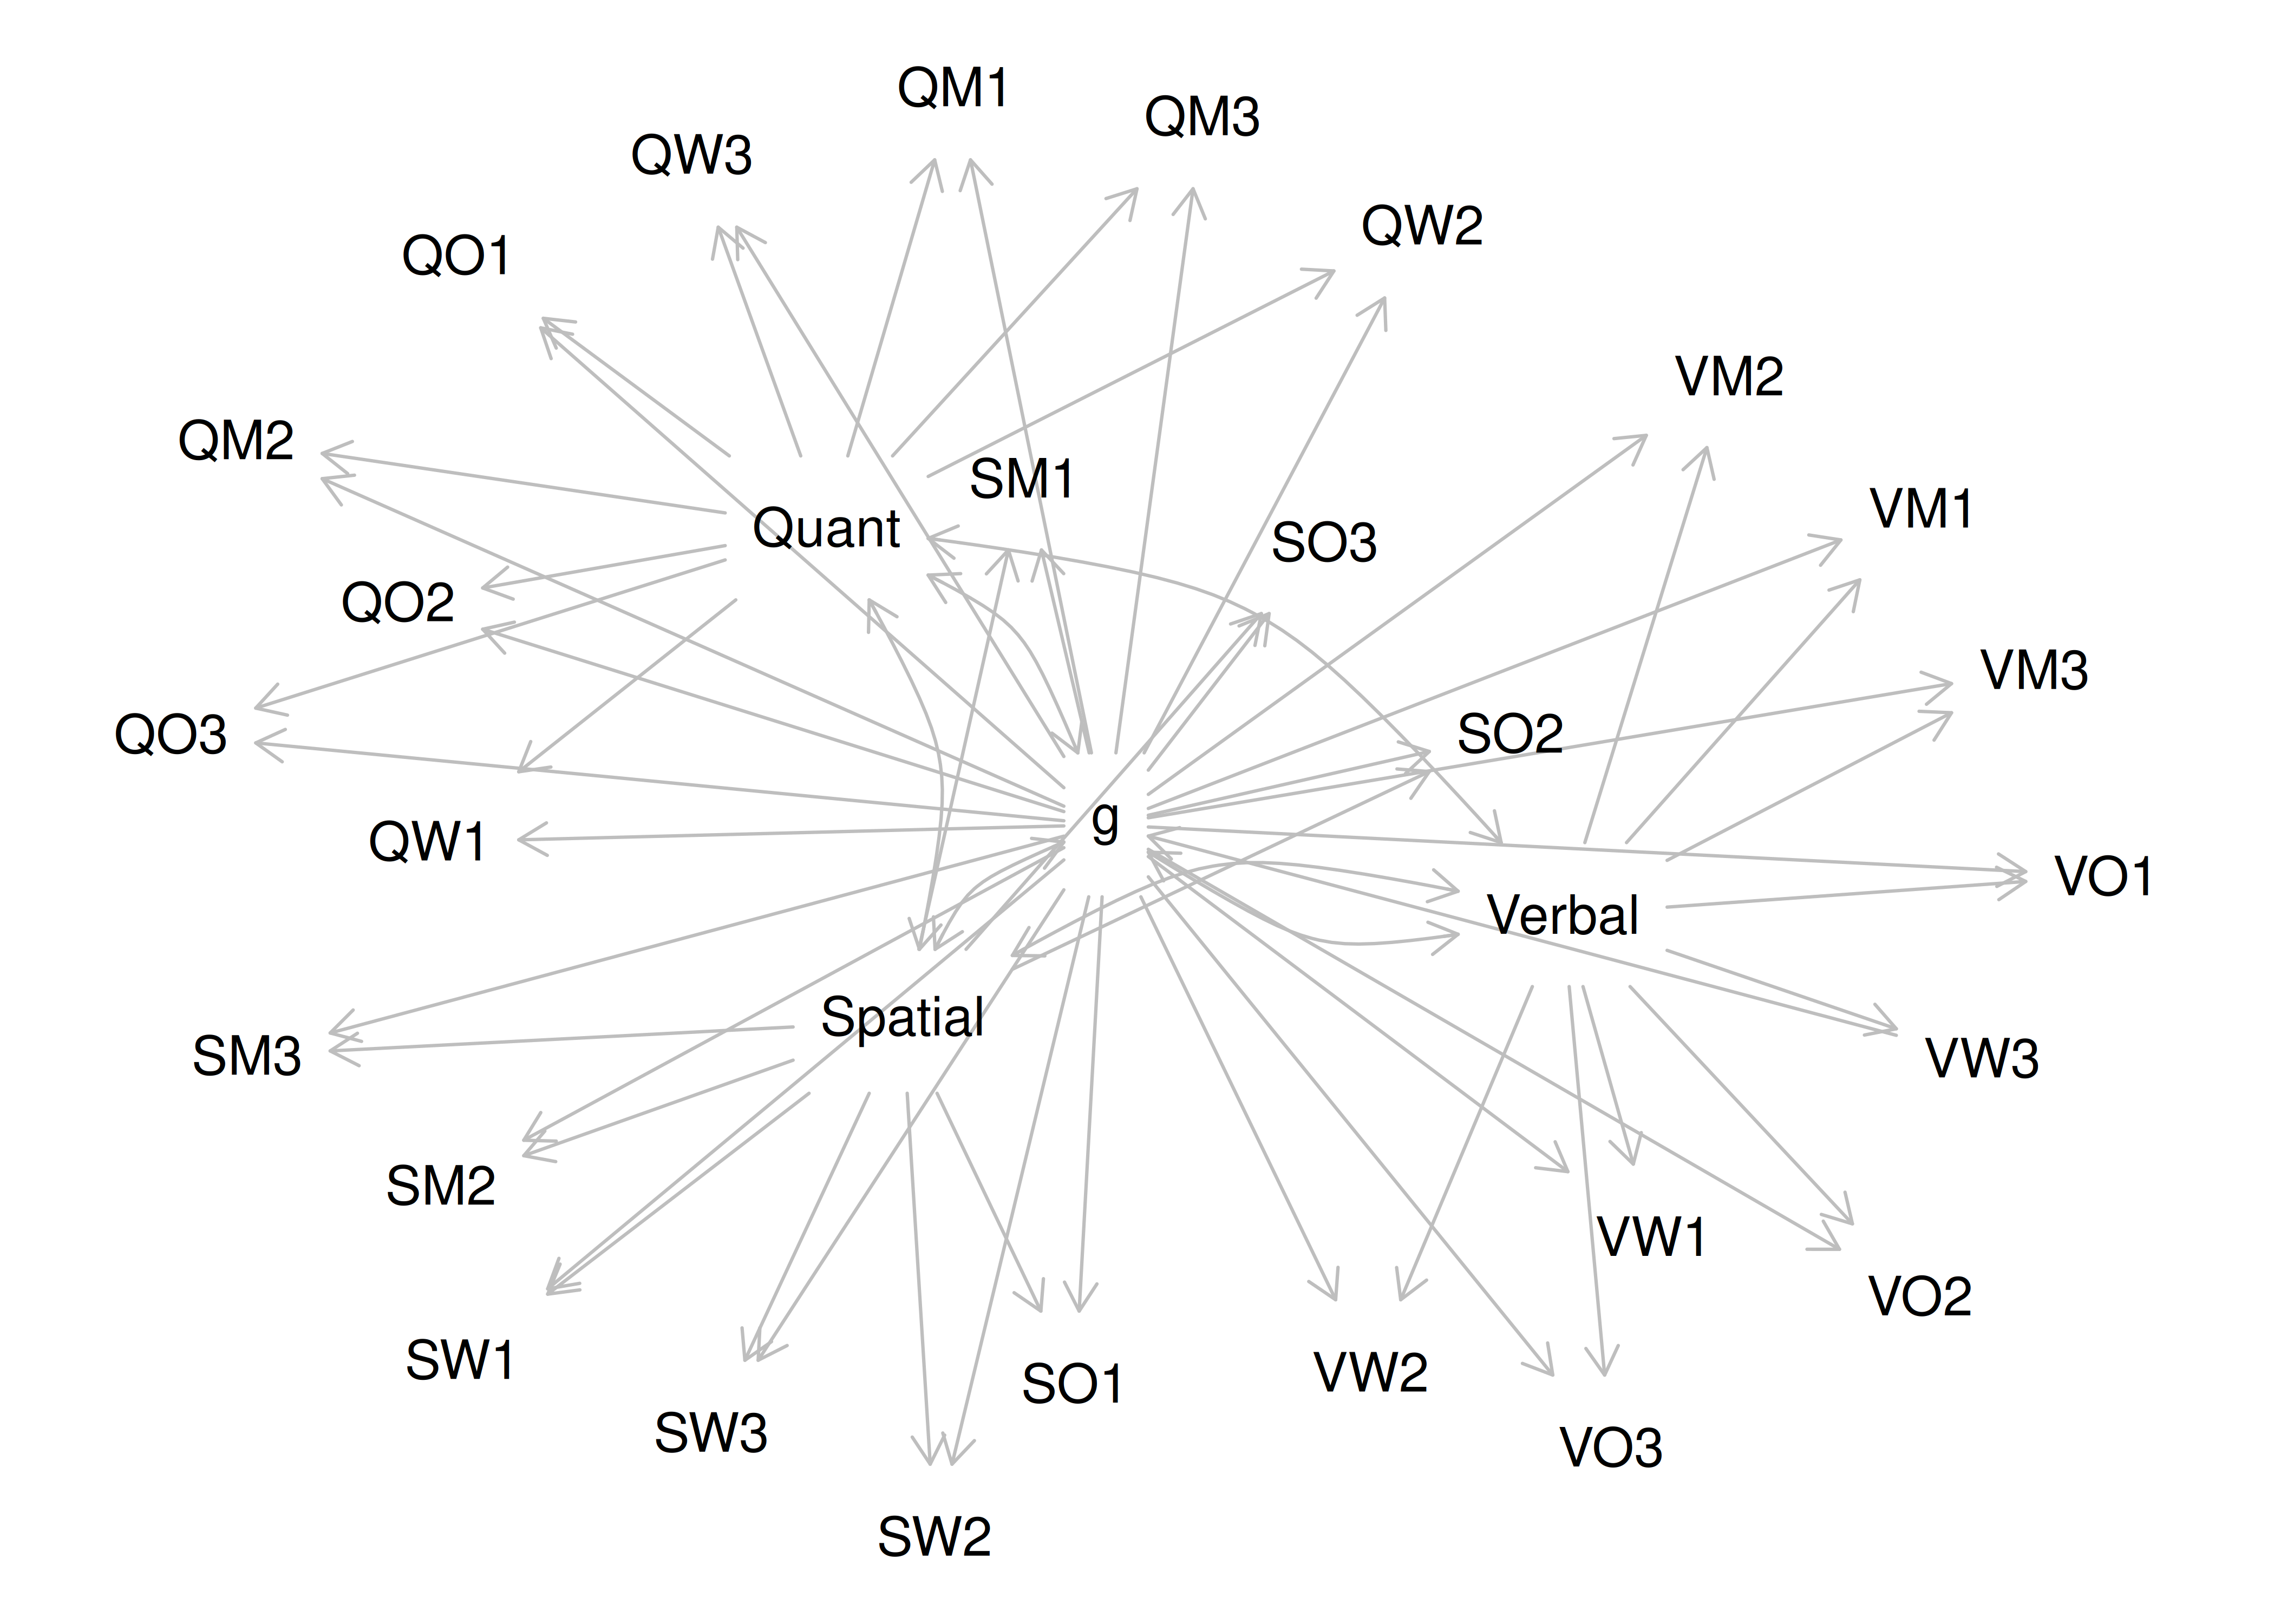 QM1
QM3
QW3
QW2
QO1
VM2
QM2
SM1
VM1
Quant
SO3
QO2
VM3
QO3
SO2
g
QW1
VO1
Verbal
Spatial
SM3
VW3
SM2
VW1
VO2
SW1
VW2
SO1
SW3
VO3
SW2